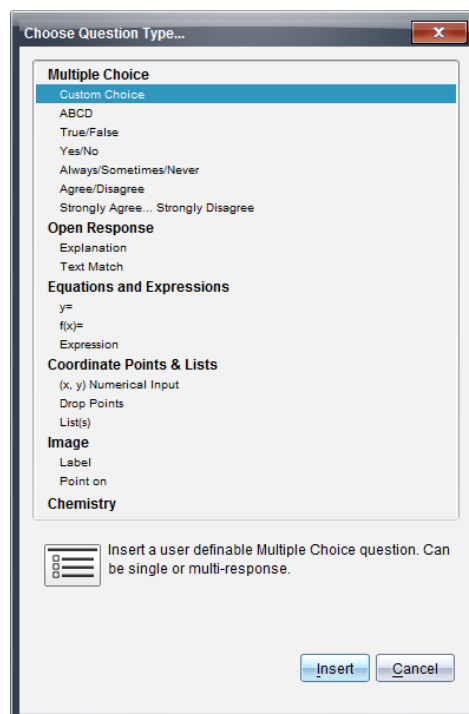 Choose Question Type...
x
Multiple Choice
Custom Choice
ABCD
True/False
Yes/No
Always/Sometimes/Never
Agree/Disagree
Strongly Agree... Strongly Disagree
Open Response
Explanation
Text Match
Equations and Expressions
y=
f(x)=
Expression
Coordinate Points & Lists
(x, y) Numerical Input
Drop Points
List(s)
Image
Label
Point on
Chemistry
Insert a user definable Multiple Choice question. Can
be single or multi-response.
Insert Cancel